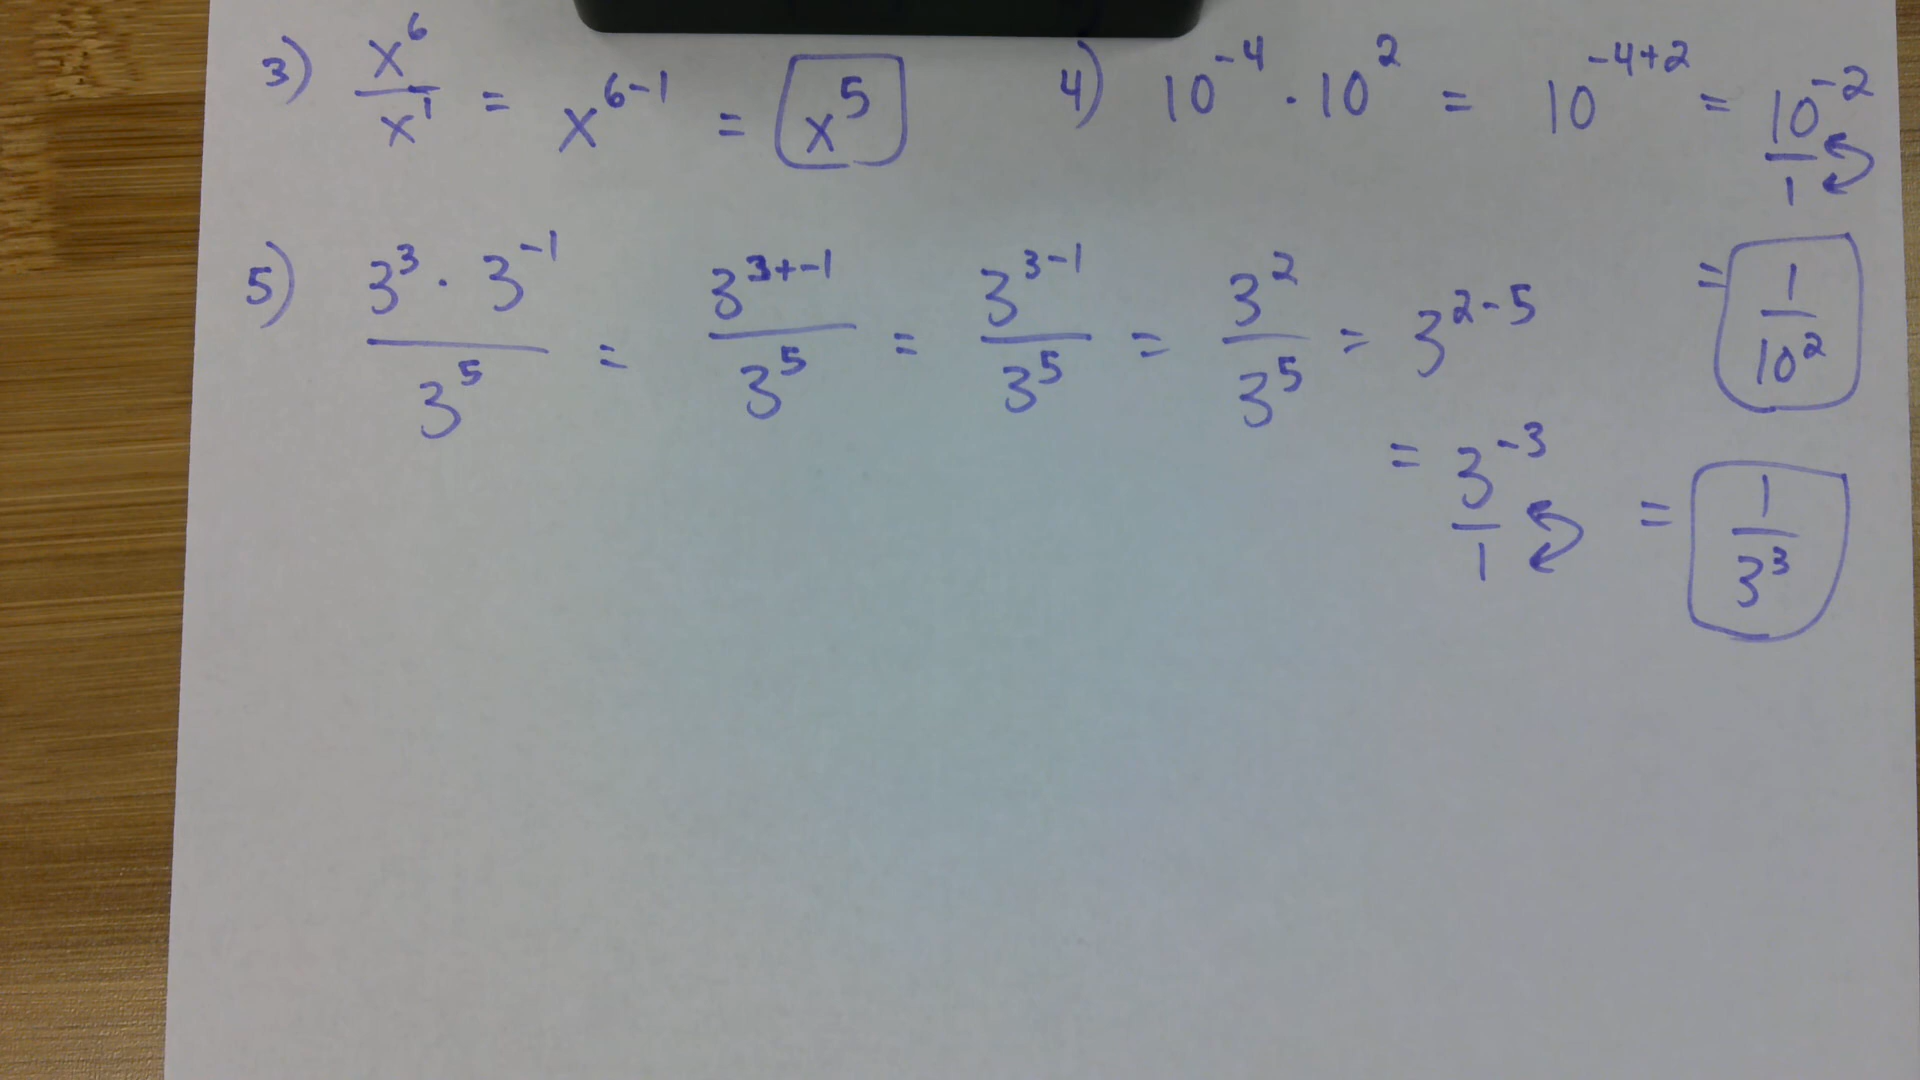 3) x^6/x^1 = x^(6-1) = x^5
4) 10^-4 · 10^2 = 10^(-4+2) = 10^-2/1
= 1/10^2
5) (3^3 · 3^-1)/3^5 = 3^(3+-1)/3^5 = 3^(3-1)/3^5 = 3^2/3^5 = 3^(2-5)
= 3^-3/1 = 1/3^3